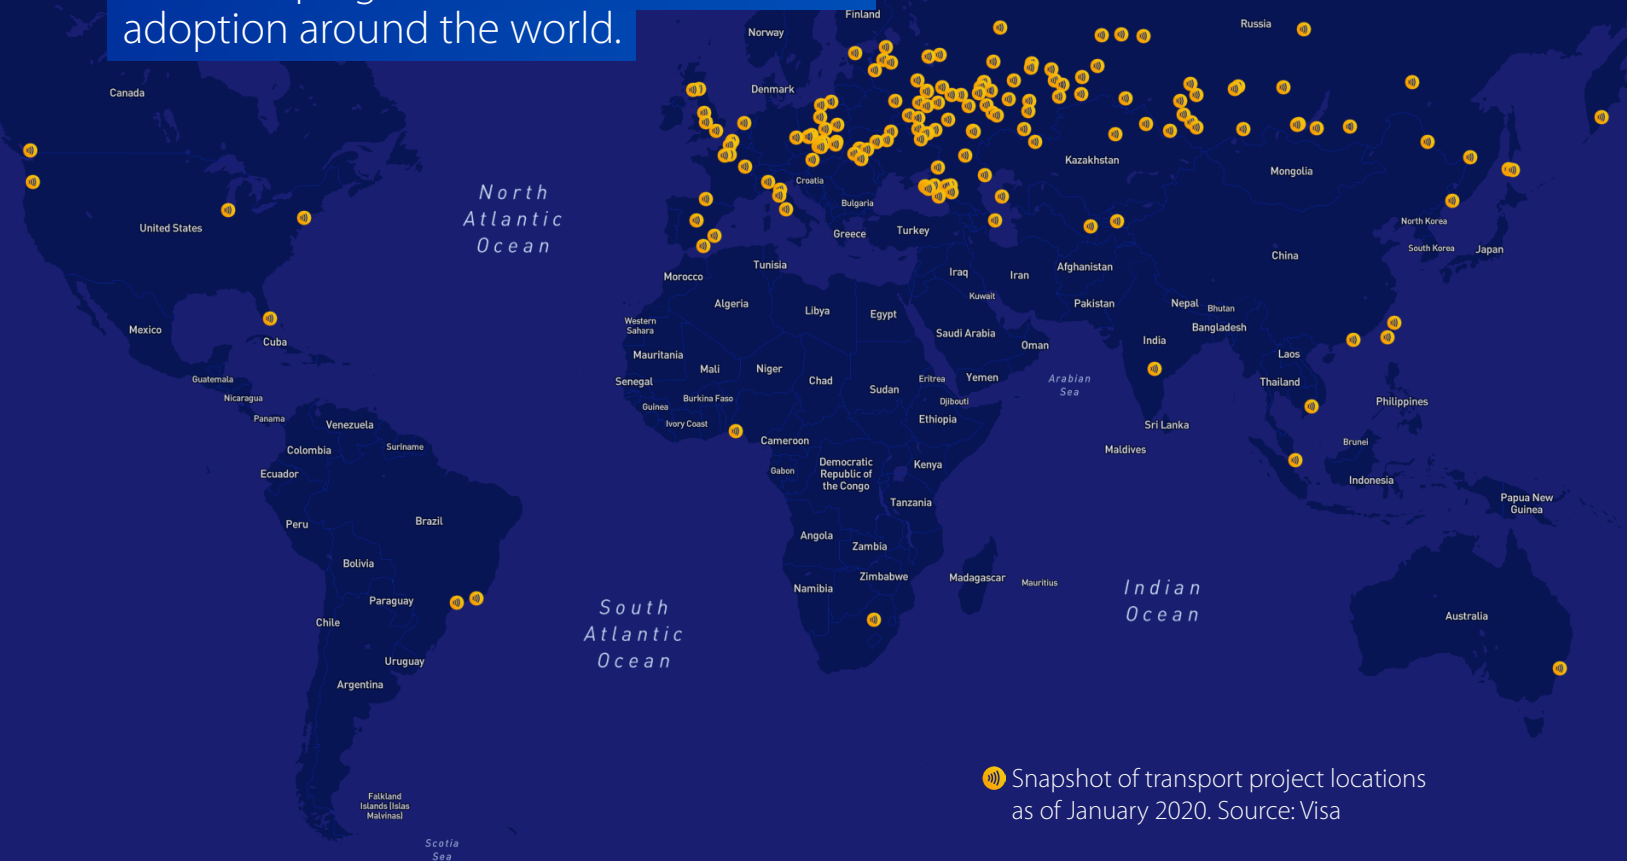 adoption around the world.
Finland
Norway
Russia
Canada
Denmark
Kazakhstan
Mongolia
Croatia
North
Atlantic
Ocean
Bulgaria
United States
Greece
Turkey
North Korea
South Korea
Japan
China
Morocco
Tunisia
Iraq
Iran
Afghanistan
Kuwait
Pakistan
Nepal
Bhutan
Algeria
Libya
Egypt
Western
Sahara
Bangladesh
Mexico
Saudi Arabia
Oman
India
Cuba
Mauritania
Laos
Mali
Niger
Chad
Sudan
Eritrea
Yemen
Arabian
Sea
Thailand
Guatemala
Senegal
Nicaragua
Burkina Faso
Djibouti
Philippines
Guinea
Panama
Venezuela
Ivory Coast
Ethiopia
Sri Lanka
Cameroon
Brunei
Colombia
Suriname
Maldives
Ecuador
Gabon
Democratic
Republic of
the Congo
Kenya
Indonesia
Papua New
Guinea
Tanzania
Peru
Brazil
Angola
Zambia
Bolivia
Zimbabwe
Namibia
Madagascar
Mauritius
Indian
Ocean
Paraguay
South
Atlantic
Ocean
Chile
Australia
Uruguay
Argentina
Snapshot of transport project locations
as of January 2020. Source: Visa
Falkland
Islands (Islas
Malvinas)
Scotia
Sea